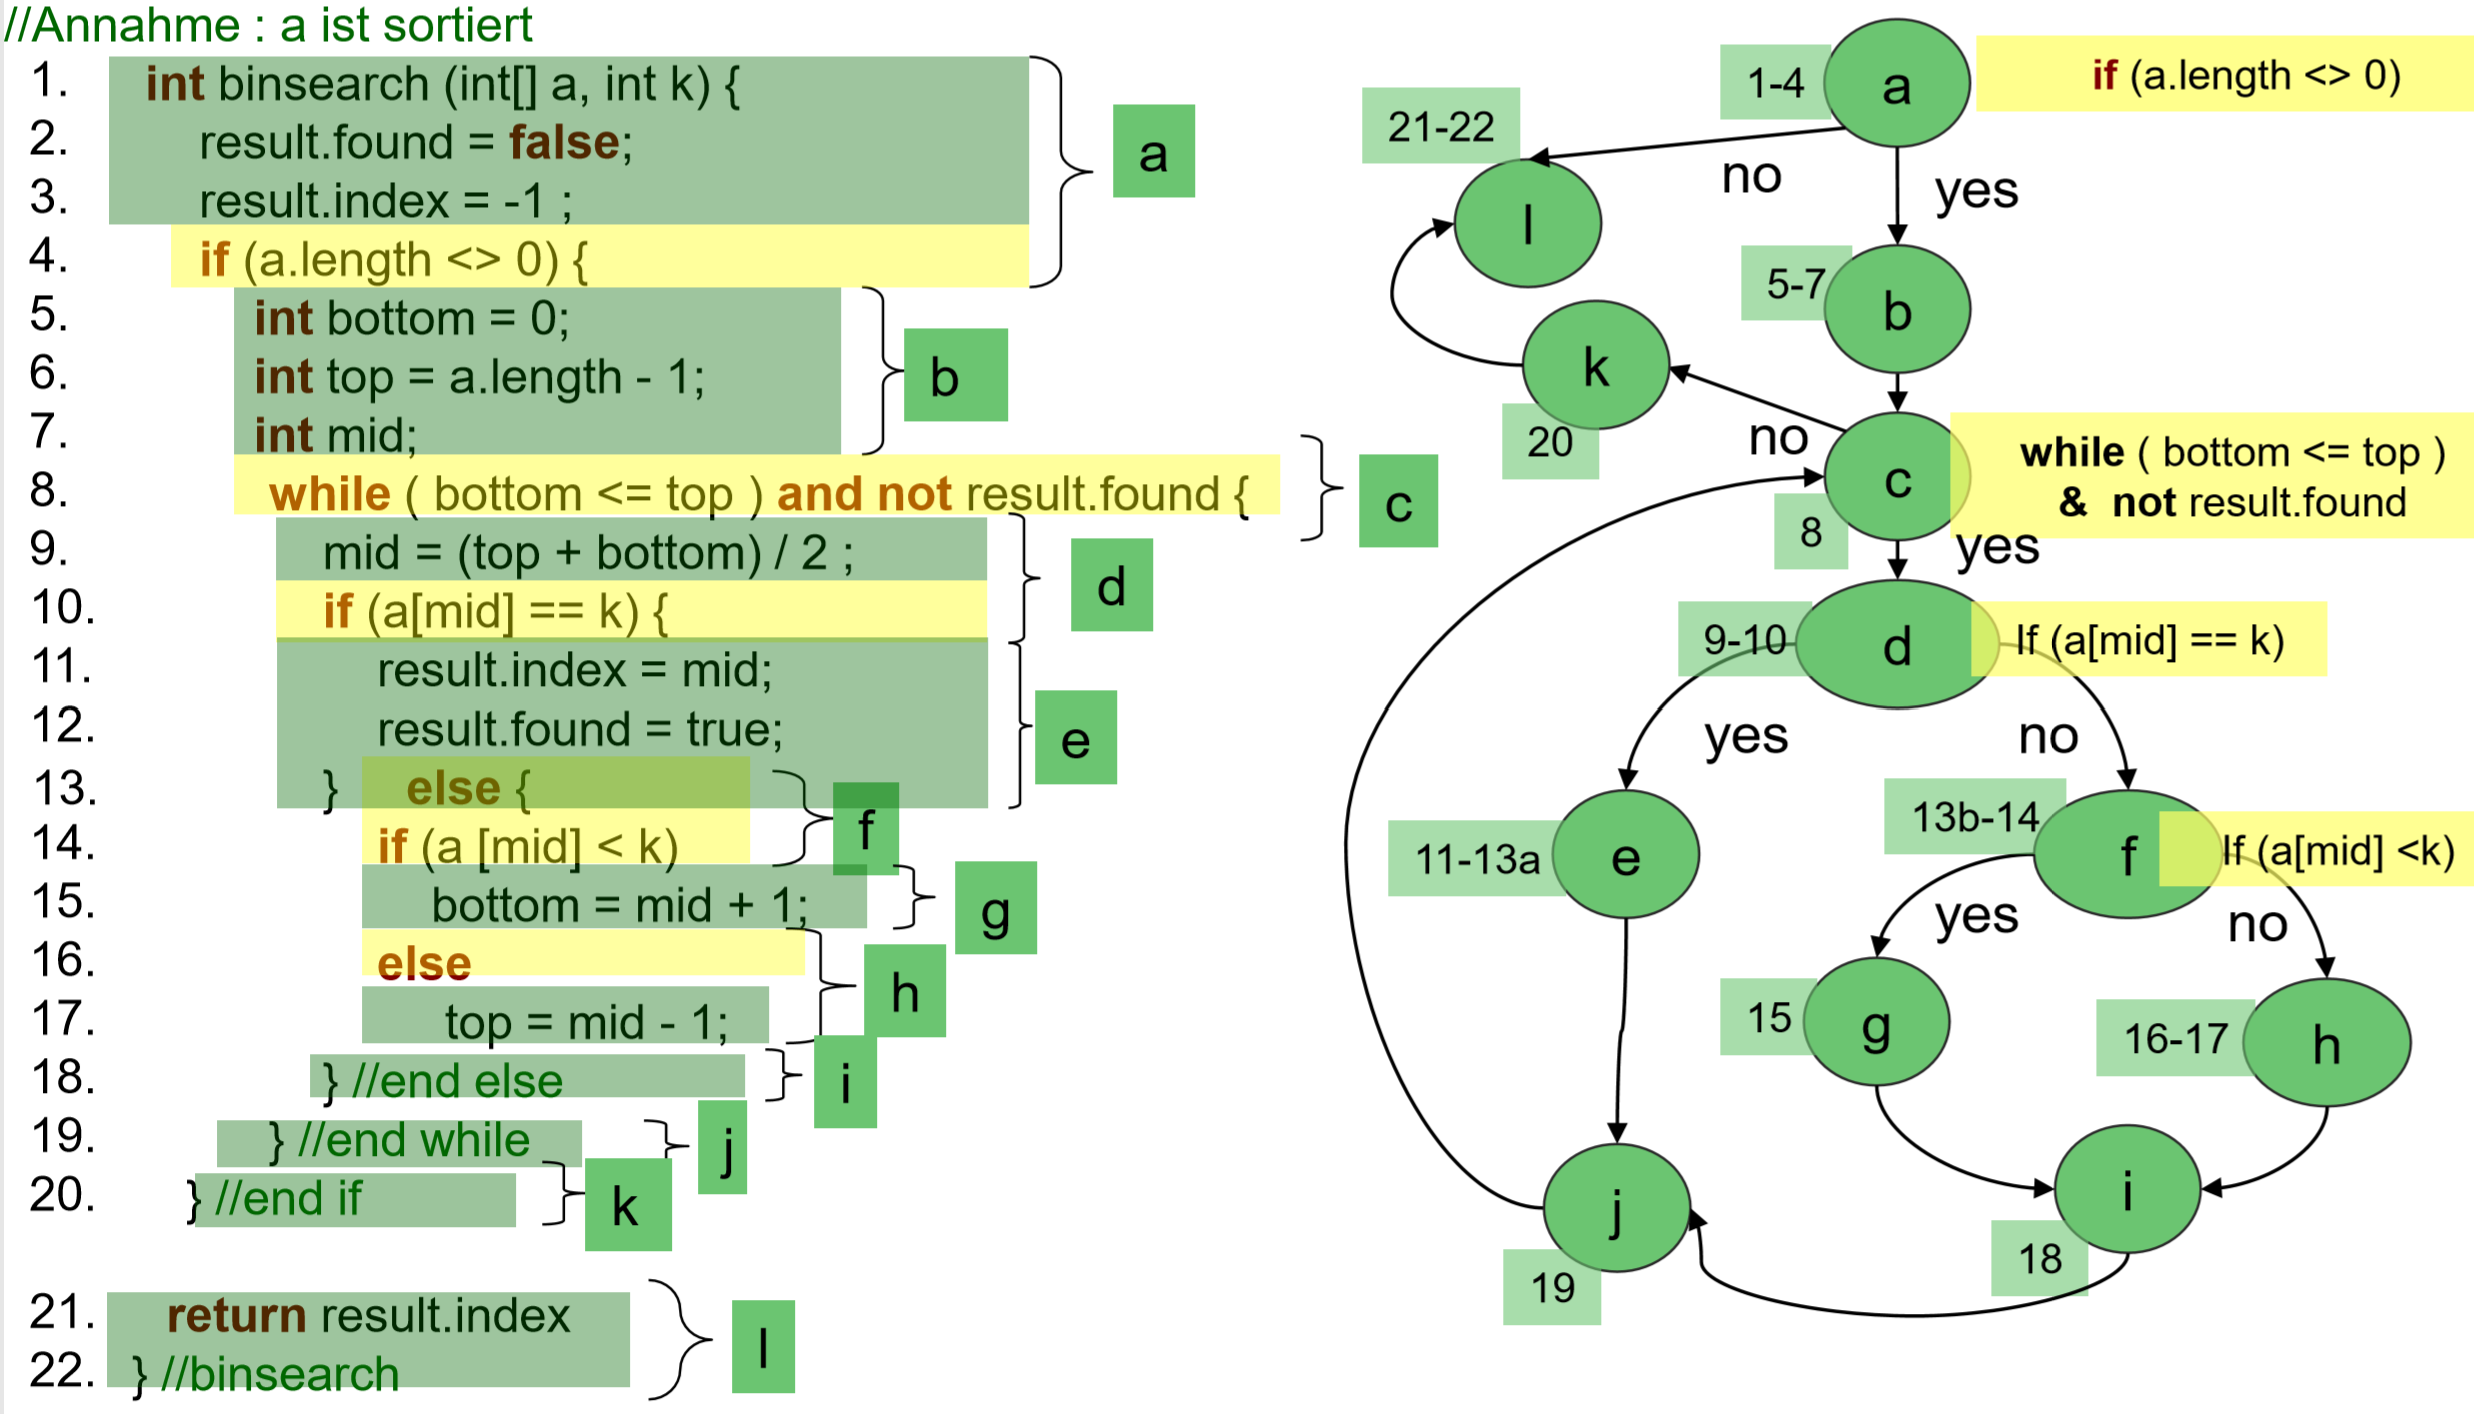 //Annahme : a ist sortiert
1. int binsearch (int[] a, int k) {
2. result.found = false;
3. result.index = -1 ;
4. if (a.length <> 0) {
a
5. int bottom = 0;
6. int top = a.length - 1;
7. int mid;
b
8. while ( bottom <= top ) and not result.found {
c
9. mid = (top + bottom) / 2 ;
10. if (a[mid] == k) {
d
11. result.index = mid;
12. result.found = true;
e
13. } else {
14. if (a [mid] < k)
f
15. bottom = mid + 1;
g
16. else
17. top = mid - 1;
h
18. } //end else
i
19. } //end while
j
20. } //end if
k
21. return result.index
22. } //binsearch
l
1-4
a
if (a.length <> 0)
21-22
no
yes
l
5-7
b
k
20
no
c
while ( bottom <= top )
& not result.found
8
yes
9-10
d
If (a[mid] == k)
yes
no
11-13a
e
13b-14
f
If (a[mid] <k)
yes
no
15
g
16-17
h
j
19
i
18